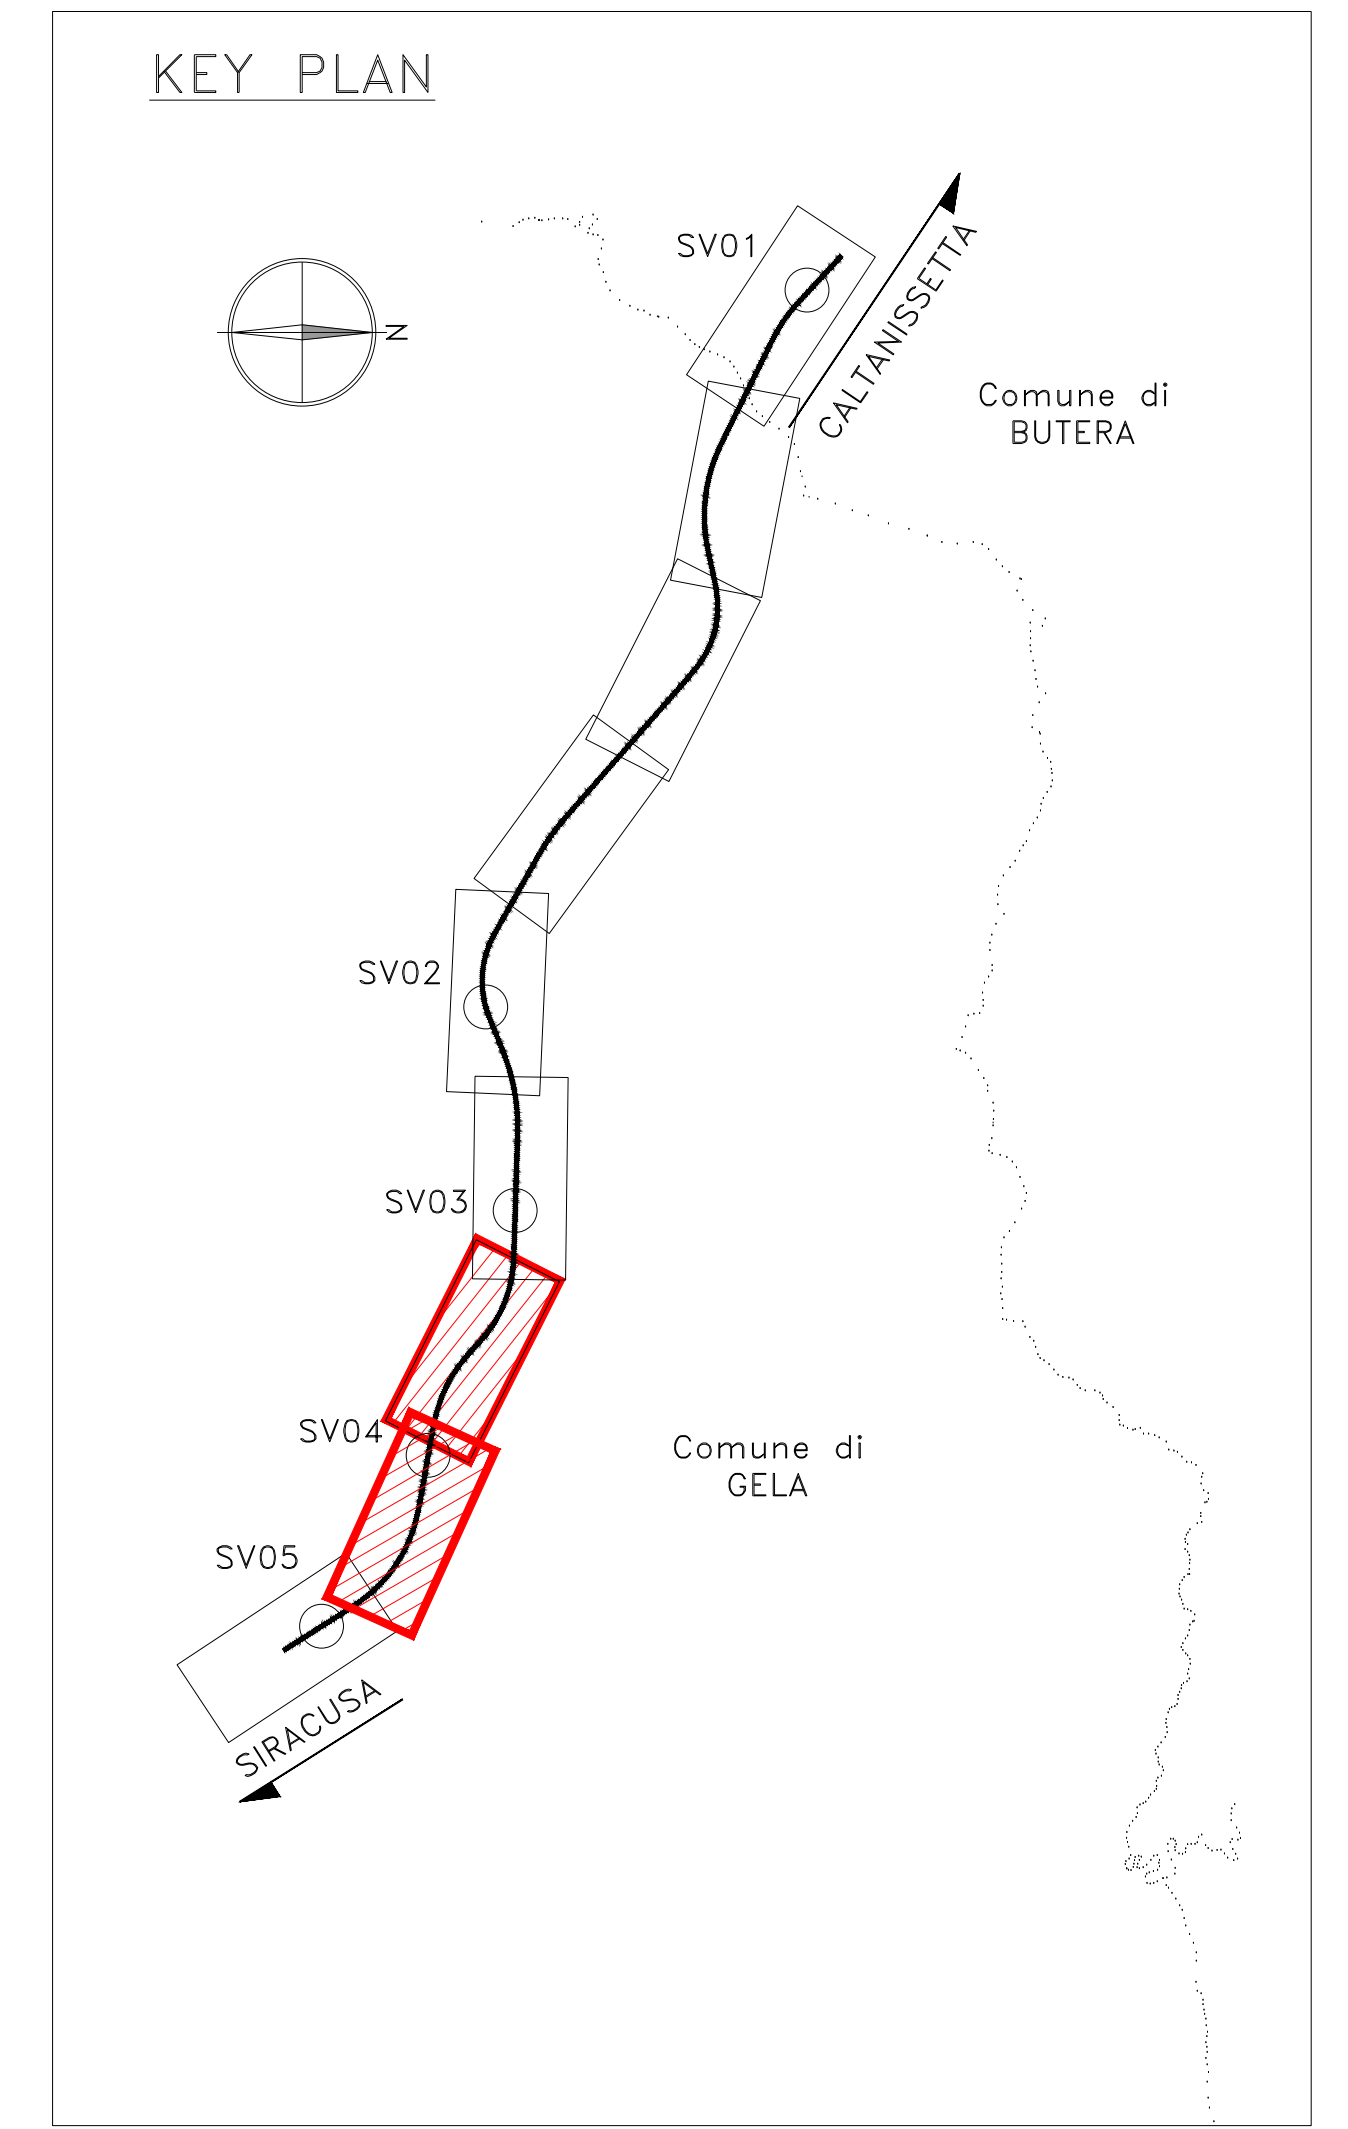 KEY PLAN
SV01
CALTANISSETTA
N
Comune di
BUTERA
SV02
SV03
SV04
Comune di
GELA
SV05
SIRACUSA